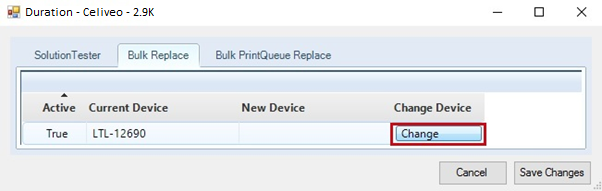 Duration - Celiveo - 2.9K
SolutionTester Bulk Replace Bulk PrintQueue Replace
Active Current Device New Device Change Device
True LTL-12690 Change
Cancel Save Changes